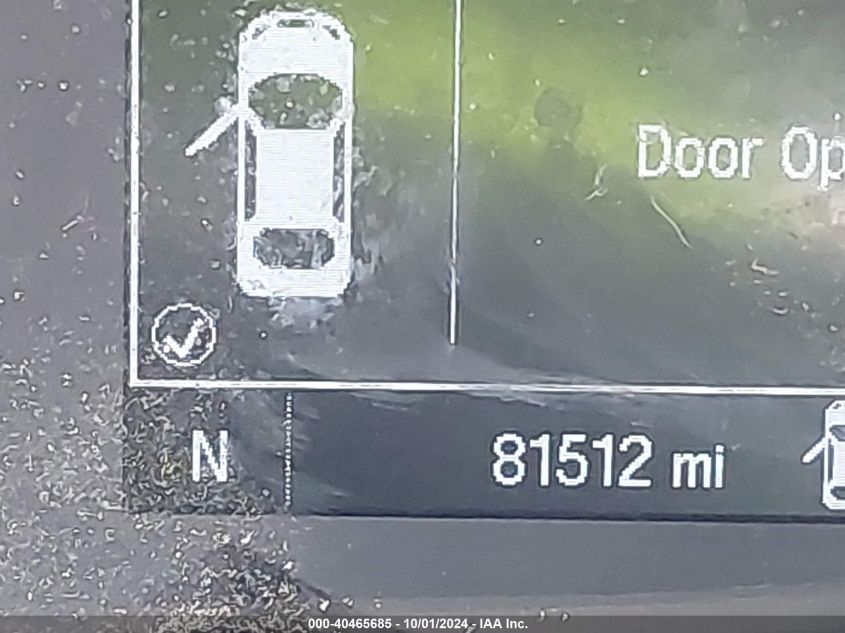 Door Op
N
81512 mi
000-40465685 - 10/01/2024 - IAA Inc.